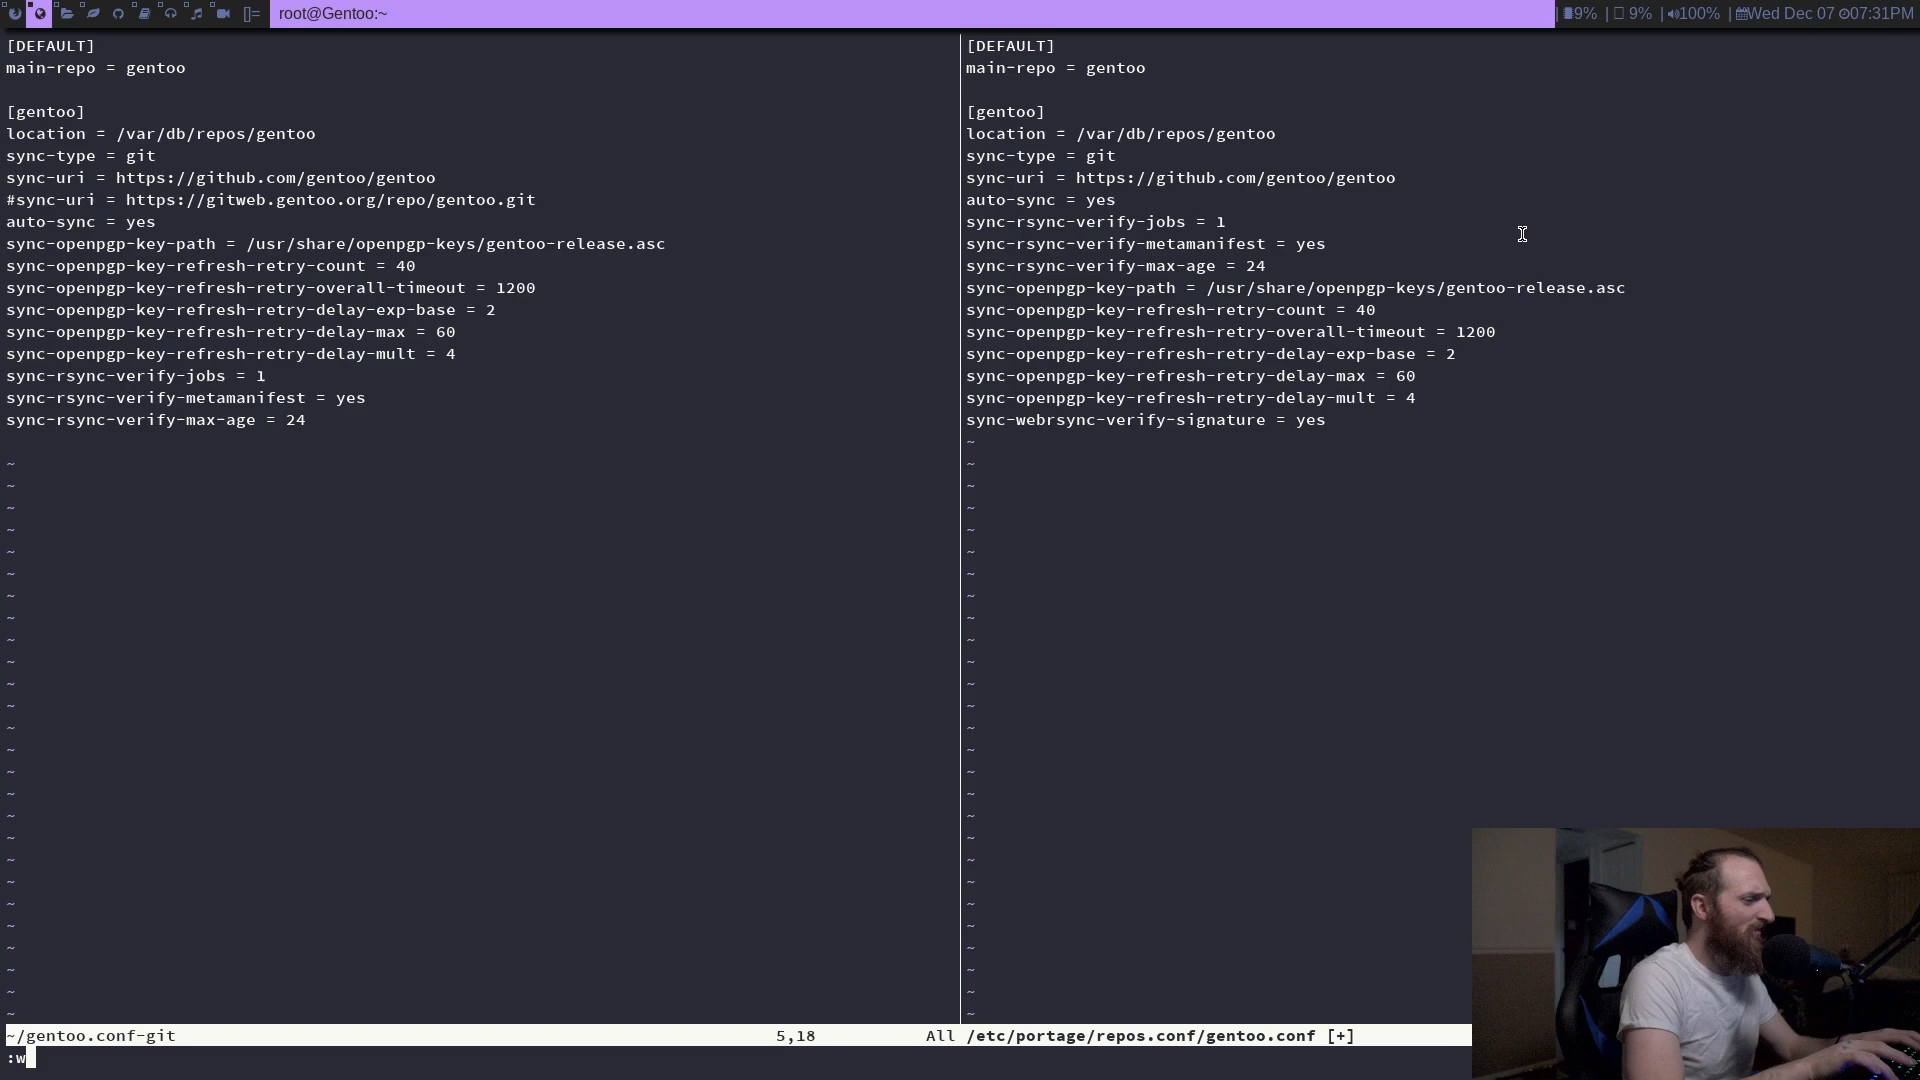 root@Gentoo:~
9% | 9% | 100% | Wed Dec 07 07:31PM
[DEFAULT]
main-repo = gentoo
[gentoo]
location = /var/db/repos/gentoo
sync-type = git
sync-uri = https://github.com/gentoo/gentoo
#sync-uri = https://gitweb.gentoo.org/repo/gentoo.git
auto-sync = yes
sync-openpgp-key-path = /usr/share/openpgp-keys/gentoo-release.asc
sync-openpgp-key-refresh-retry-count = 40
sync-openpgp-key-refresh-retry-overall-timeout = 1200
sync-openpgp-key-refresh-retry-delay-exp-base = 2
sync-openpgp-key-refresh-retry-delay-max = 60
sync-openpgp-key-refresh-retry-delay-mult = 4
sync-rsync-verify-jobs = 1
sync-rsync-verify-metamanifest = yes
sync-rsync-verify-max-age = 24
~/gentoo.conf-git 5,18 All
[DEFAULT]
main-repo = gentoo
[gentoo]
location = /var/db/repos/gentoo
sync-type = git
sync-uri = https://github.com/gentoo/gentoo
auto-sync = yes
sync-rsync-verify-jobs = 1
sync-rsync-verify-metamanifest = yes
sync-rsync-verify-max-age = 24
sync-openpgp-key-path = /usr/share/openpgp-keys/gentoo-release.asc
sync-openpgp-key-refresh-retry-count = 40
sync-openpgp-key-refresh-retry-overall-timeout = 1200
sync-openpgp-key-refresh-retry-delay-exp-base = 2
sync-openpgp-key-refresh-retry-delay-max = 60
sync-openpgp-key-refresh-retry-delay-mult = 4
sync-webrsync-verify-signature = yes
/etc/portage/repos.conf/gentoo.conf [+]
:w